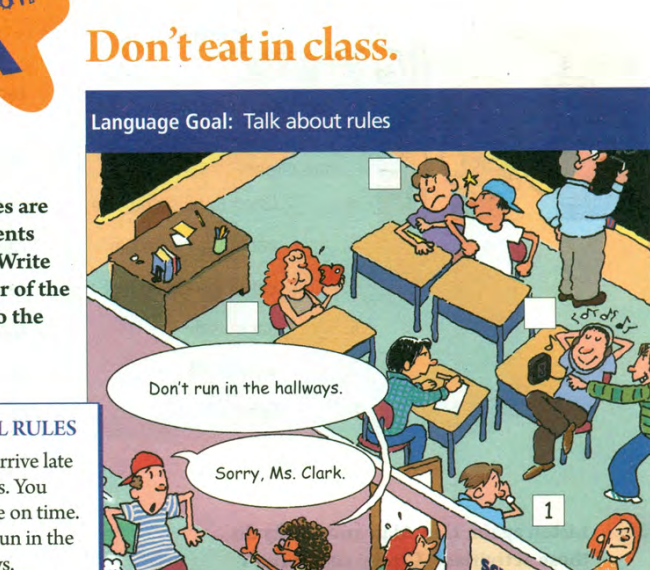 Don't eat in class.
Language Goal: Talk about rules
es are
ents
Write
r of the
o the
Don't run in the hallways.
Sorry, Ms. Clark.
1
L RULES
rrive late
s. You
e on time.
un in the
ys.